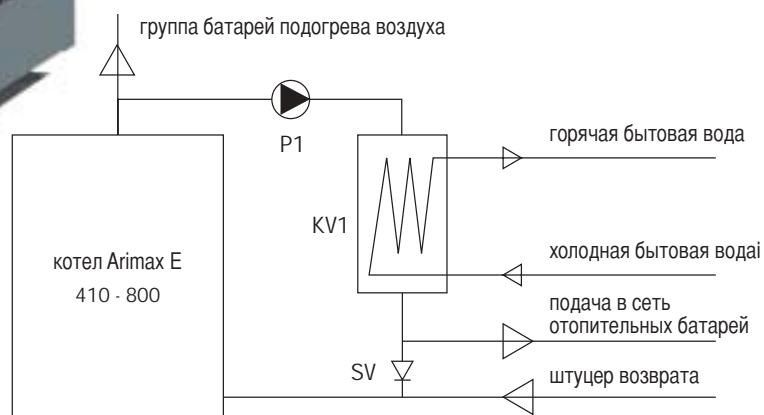 группа батарей подогрева воздуха
P1
горячая бытовая вода
KV1
котел Arimax E
410 - 800
холодная бытовая водаi
подача в сеть
отопительных батарей
SV
штуцер возврата